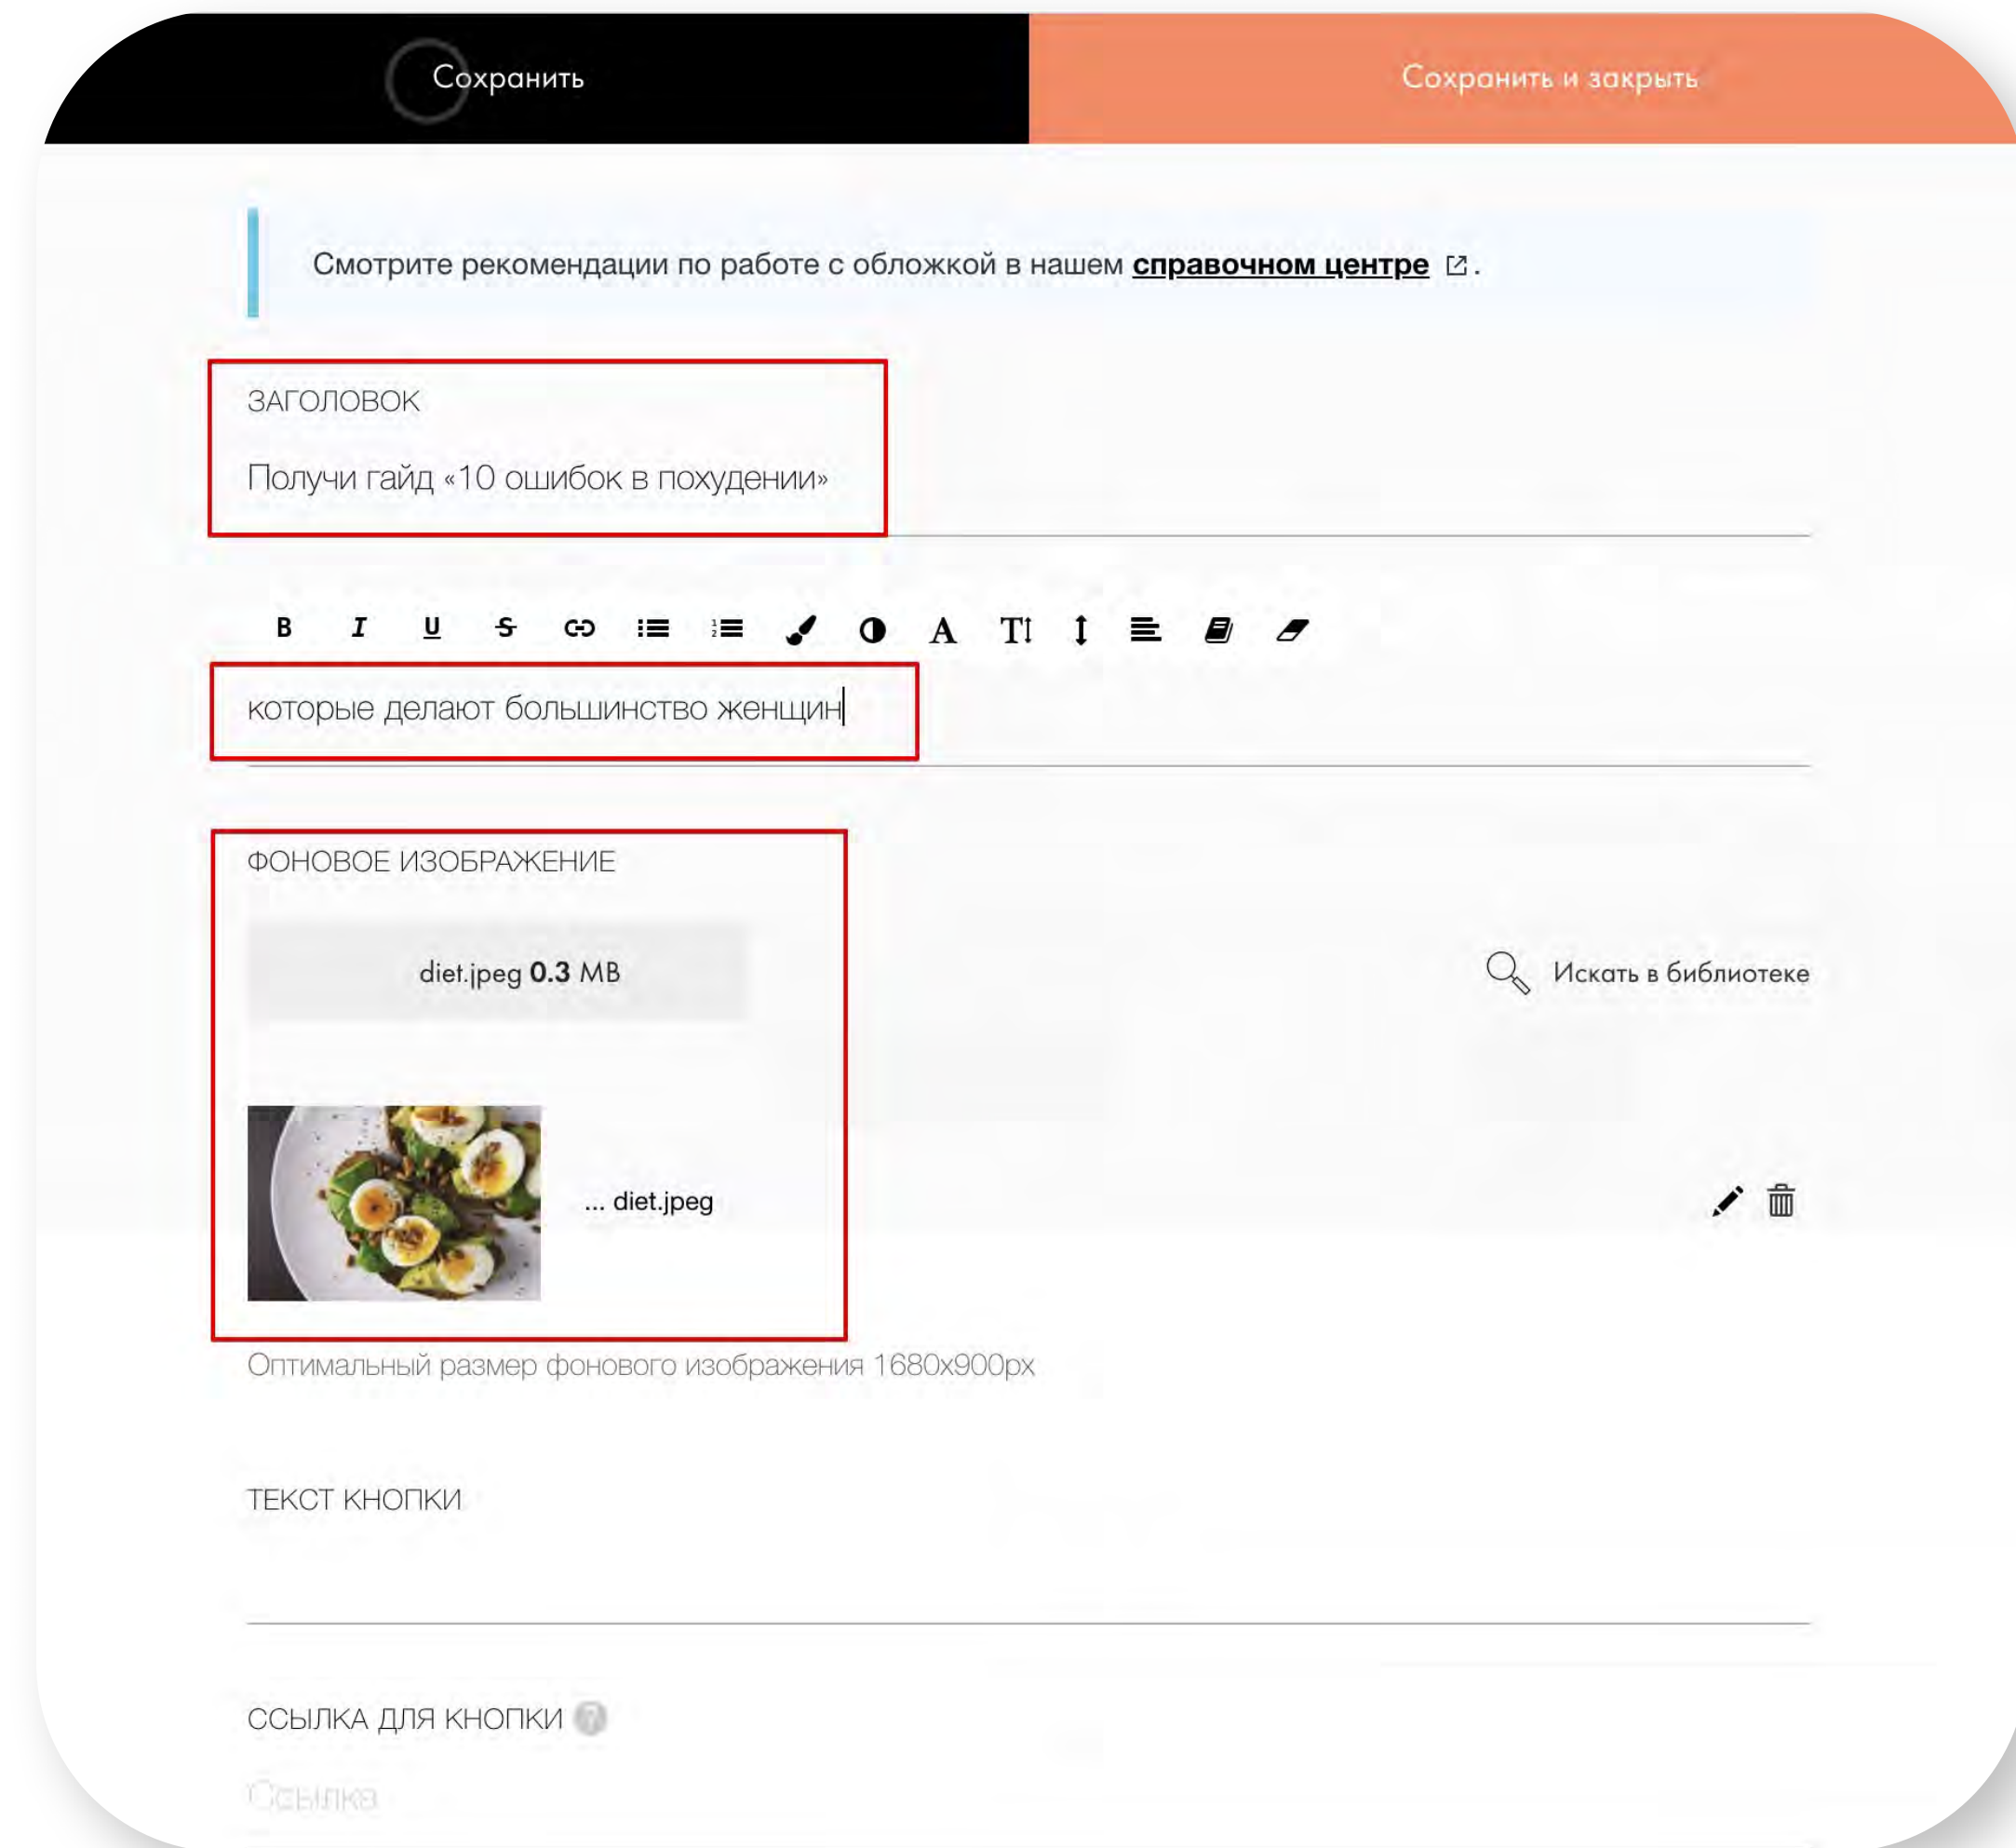 Сохранить
Сохранить и закрыть
Смотрите рекомендации по работе с обложкой в нашем справочном центре.
ЗАГОЛОВОК
Получи гайд «10 ошибок в похудении»
B I U S A TI
которые делают большинство женщин
ФОНОВОЕ ИЗОБРАЖЕНИЕ
diet.jpeg 0.3 MB
Искать в библиотеке
... diet.jpeg
Оптимальный размер фонового изображения 1680x900px
ТЕКСТ КНОПКИ
ССЫЛКА ДЛЯ КНОПКИ ?
Ссылка